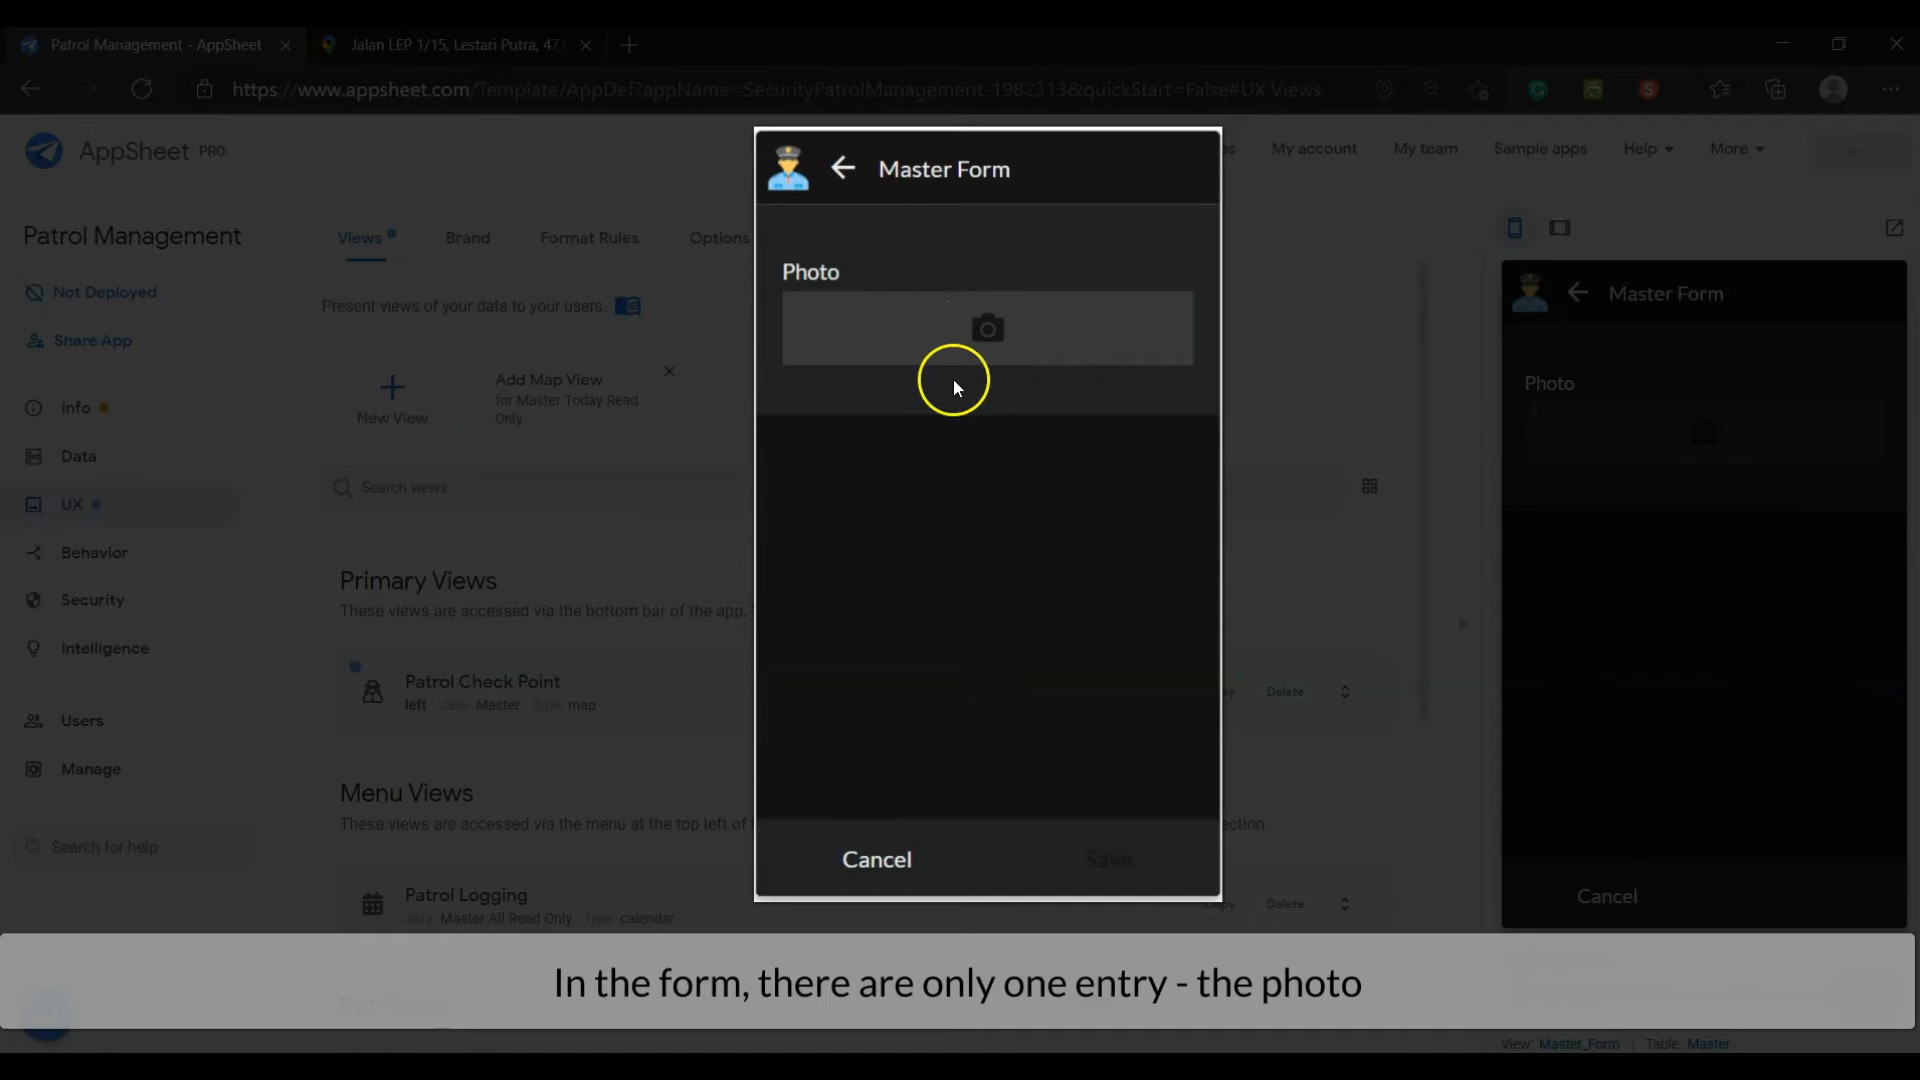 Patrol Management - AppSheet
Jalan LEP 1/15, Lestari Putra, 471
https://www.appsheet.com/Template/AppDef?appName=SecurityPatrolManagement-1982313&quickStart=False#UX.Views
AppSheet PRO
My account
My team
Sample apps
Help
More
Patrol Management
Views
Brand
Format Rules
Options
Not Deployed
Present views of your data to your users.
Share App
New View
Add Map View
for Master Today Read
Only
Info
Data
UX
Behavior
Security
Intelligence
Users
Manage
Search for help
Search views
Primary Views
These views are accessed via the bottom bar of the app.
Patrol Check Point
left data: Master type: map
Delete
Menu Views
These views are accessed via the menu at the top left of
Patrol Logging
data: Master All Read Only type: calendar
Copy
Delete
Master Form
Photo
Cancel
Save
Master Form
Photo
Cancel
In the form, there are only one entry - the photo
View: Master_Form | Table: Master